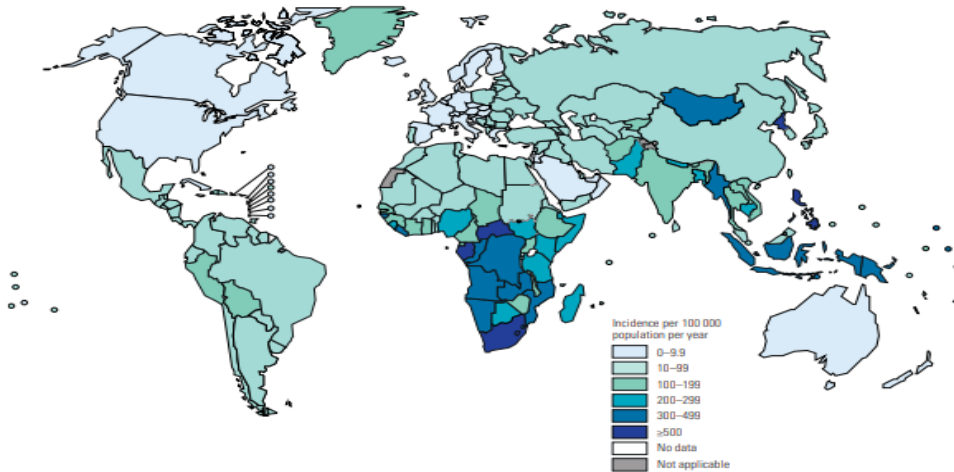 Incidence per 100 000
population per year
0–9.9
10–99
100–199
200–299
300–499
≥500
No data
Not applicable